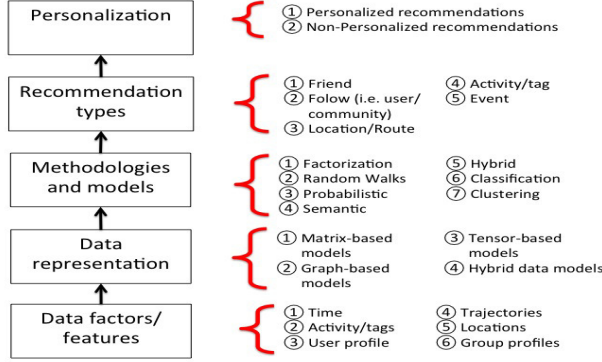 Personalization
① Personalized recommendations
② Non-Personalized recommendations
Recommendation
types
① Friend
② Folow (i.e. user/
community)
③ Location/Route
④ Activity/tag
⑤ Event
Methodologies
and models
① Factorization
② Random Walks
③ Probabilistic
④ Semantic
⑤ Hybrid
⑥ Classification
⑦ Clustering
Data
representation
① Matrix-based
models
② Graph-based
models
③ Tensor-based
models
④ Hybrid data models
Data factors/
features
① Time
② Activity/tags
③ User profile
④ Trajectories
⑤ Locations
⑥ Group profiles